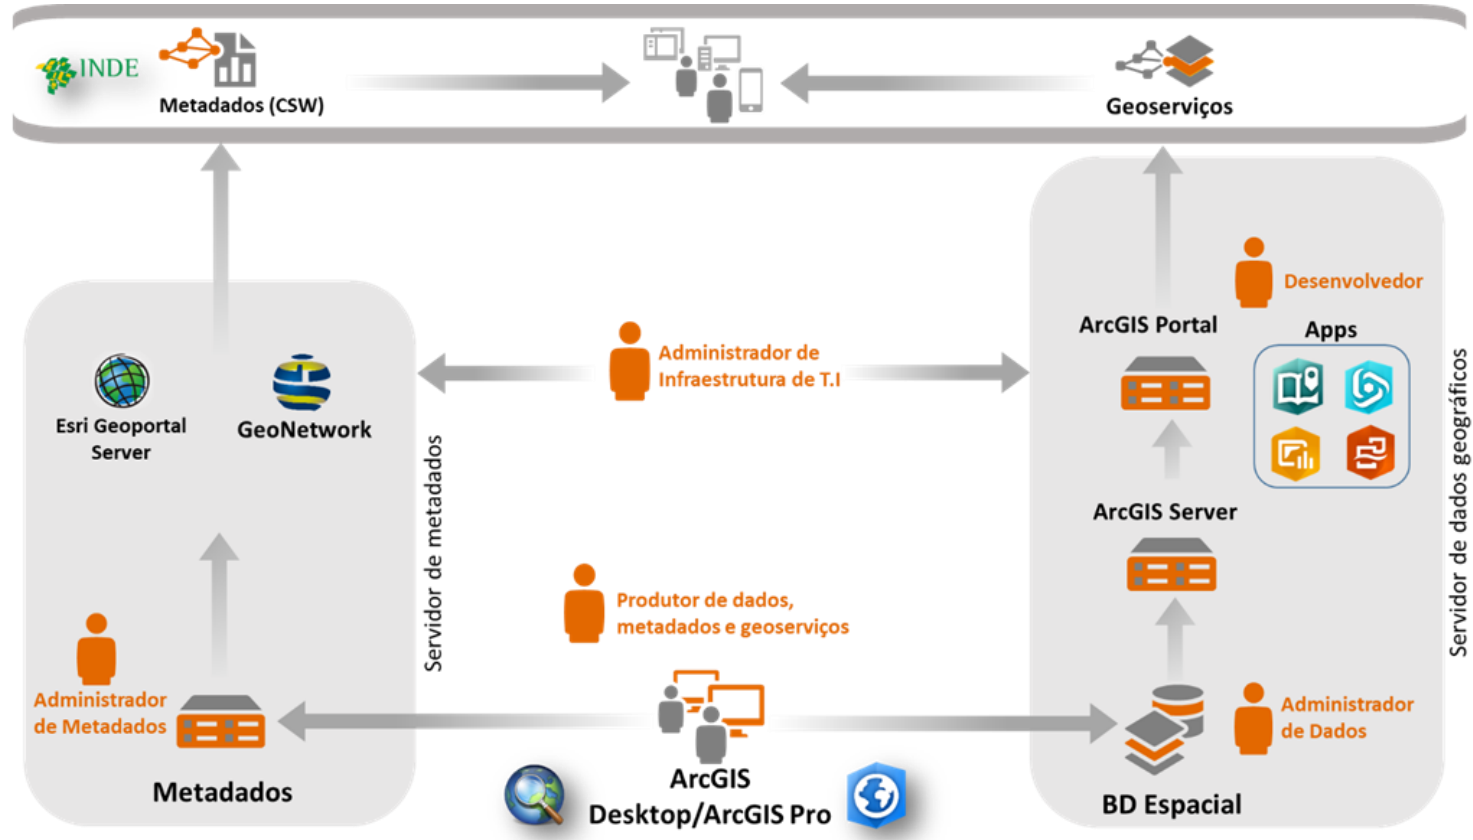 INDE
Metadados (CSW)
Geoserviços
Desenvolvedor
ArcGIS Portal
Apps
Administrador de
Infraestrutura de T.I
Esri Geoportal
Server
GeoNetwork
Servidor de metadados
Servidor de dados geográficos
ArcGIS Server
Produtor de dados,
metadados e geoserviços
Administrador
de Metadados
Administrador
de Dados
Metadados
ArcGIS
Desktop/ArcGIS Pro
BD Espacial